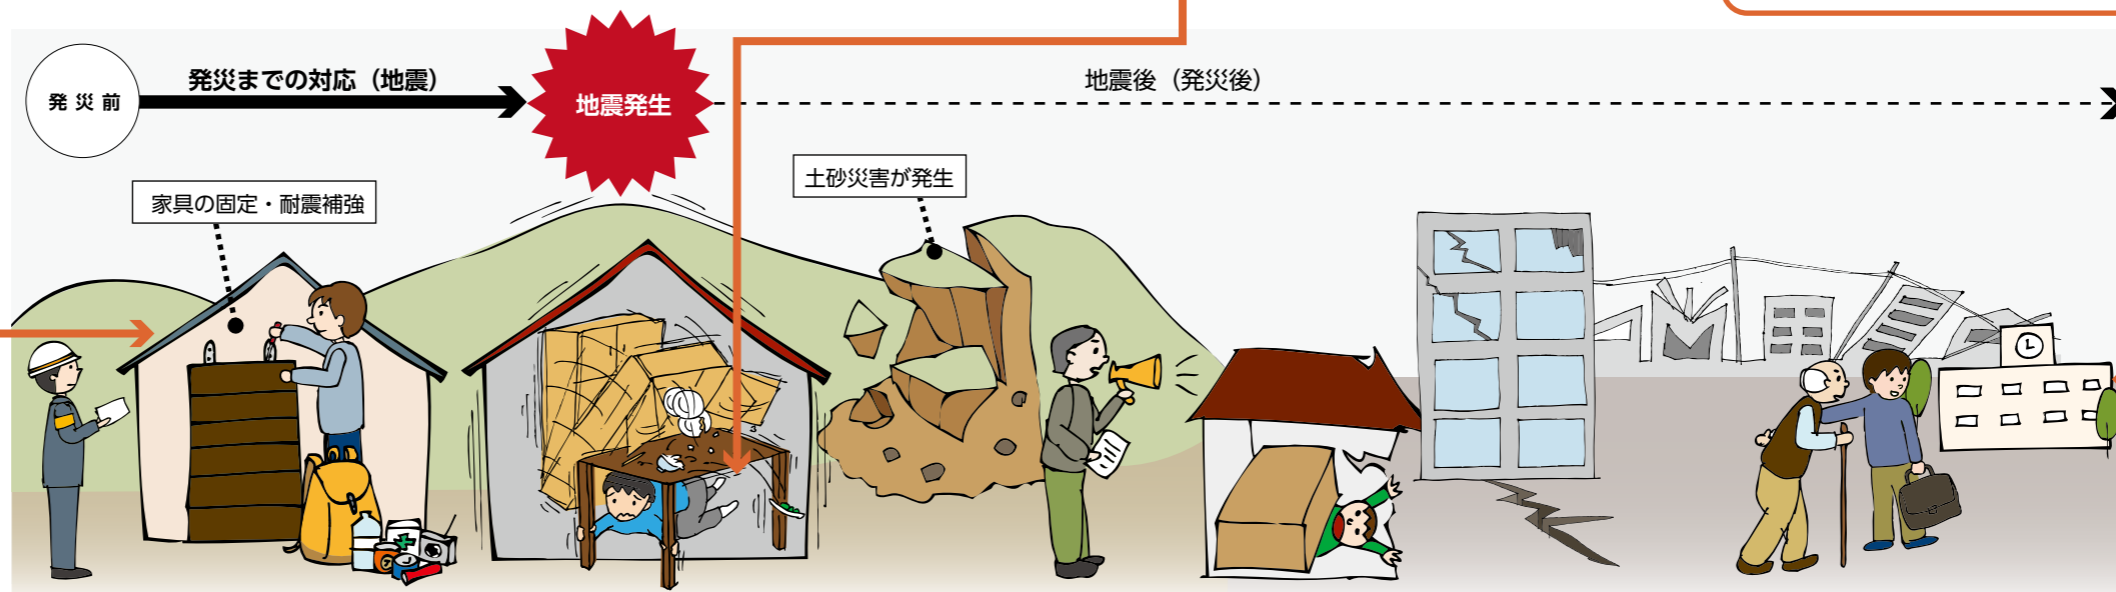 発災前
発災までの対応（地震）
地震発生
地震後（発災後）
家具の固定・耐震補強
土砂災害が発生